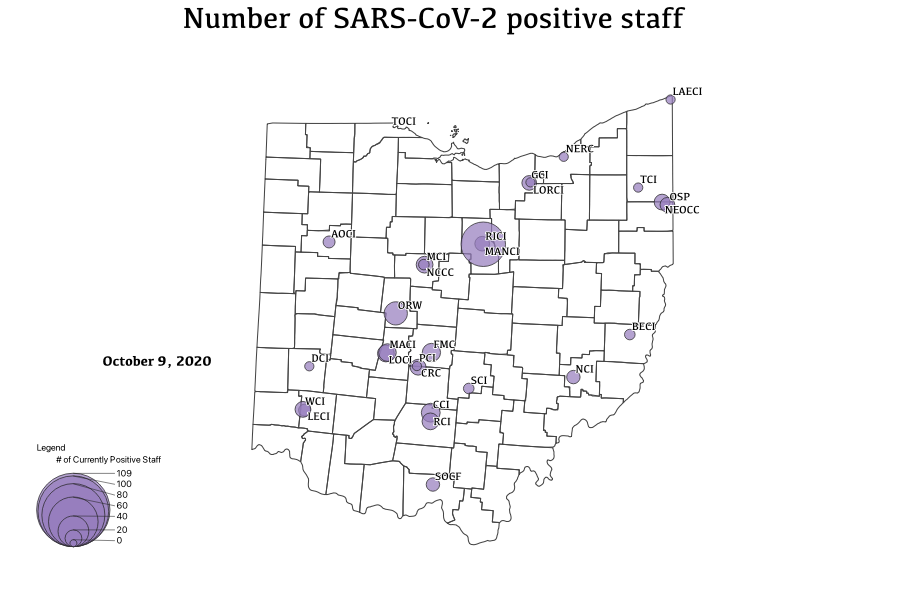 Number of SARS-CoV-2 positive staff
LAECI
TOCI
NERC
GCI
TCI
LORCI
OSP
NEOCC
AOCI
RICI
MANCI
MCI
NCCC
ORW
BECI
MACI
FMC
October 9, 2020
DCI
LOCI
PCI
CRC
NCI
SCI
WCI
CCI
LECI
RCI
SOCF
Legend
# of Currently Positive Staff
109
100
80
60
40
20
0